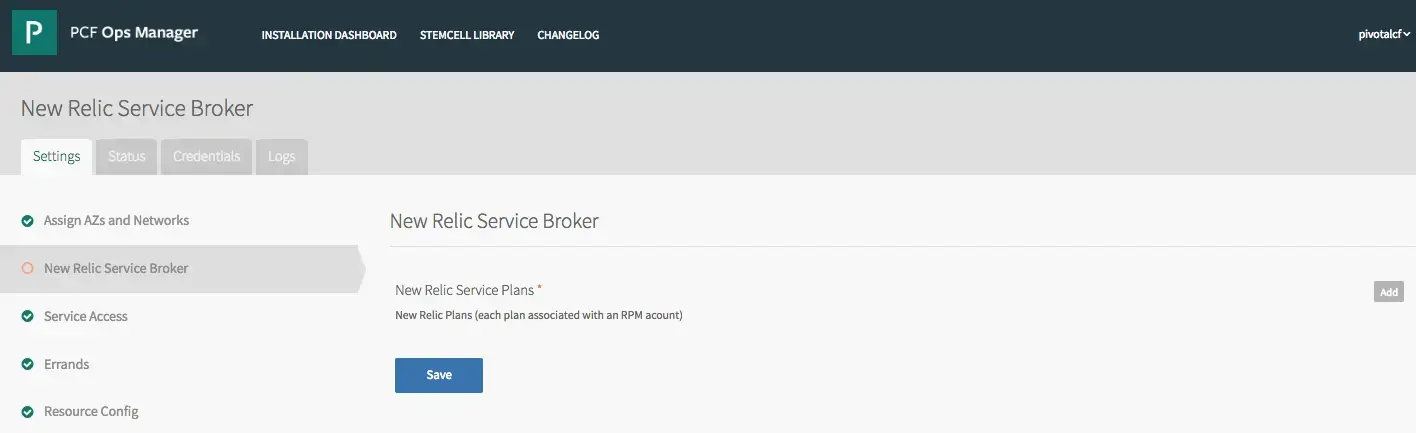 P PCF Ops Manager INSTALLATION DASHBOARD STEMCELL LIBRARY CHANGELOG pivotalcf
New Relic Service Broker
Settings Status Credentials Logs
Assign AZs and Networks
New Relic Service Broker
Service Access
Errands
Resource Config
New Relic Service Broker
New Relic Service Plans *
Add
New Relic Plans (each plan associated with an RPM acount)
Save